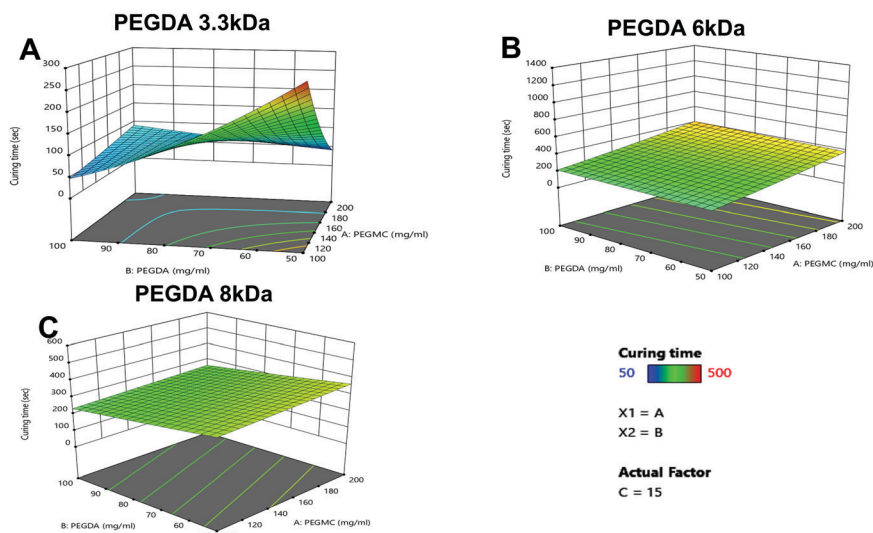 PEGDA 3.3kDa
A
300
250
200
150
100
50
0
Curing time (sec)
100
90
80
70
60
50
B: PEGDA (mg/ml)
200
180
160
140
120
100
A: PEGMC (mg/ml)
PEGDA 6kDa
B
1400
1200
1000
800
600
400
200
0
Curing time (sec)
100
90
80
70
60
50
B: PEGDA (mg/ml)
200
180
160
140
120
100
A: PEGMC (mg/ml)
PEGDA 8kDa
C
600
500
400
300
200
100
0
Curing time (sec)
100
90
80
70
60
B: PEGDA (mg/ml)
200
180
160
140
120
A: PEGMC (mg/ml)
Curing time
50 500
X1 = A
X2 = B
Actual Factor
C = 15